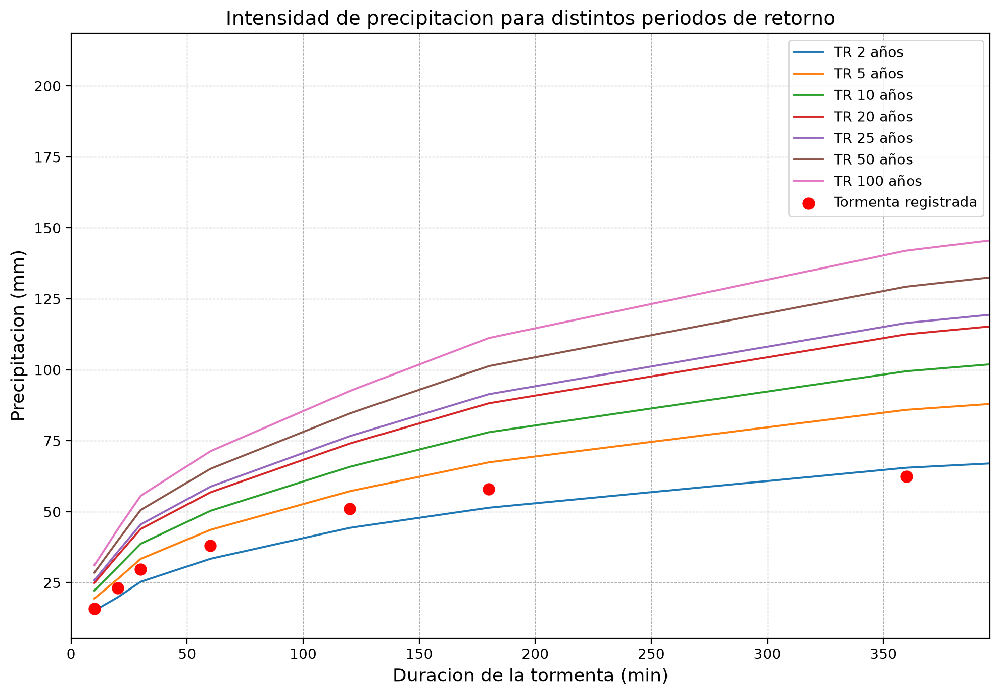 Intensidad de precipitacion para distintos periodos de retorno
TR 2 años
TR 5 años
TR 10 años
TR 20 años
TR 25 años
TR 50 años
TR 100 años
Tormenta registrada
Precipitacion (mm)
200
175
150
125
100
75
50
25
0 50 100 150 200 250 300 350
Duracion de la tormenta (min)